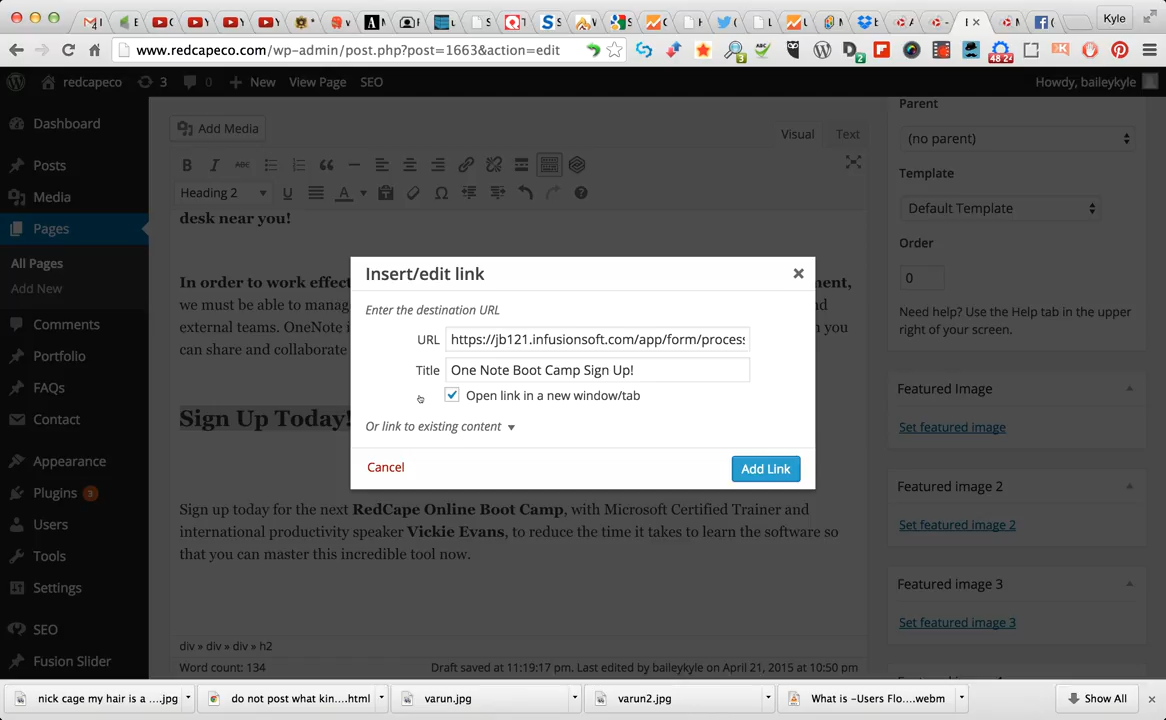 Kyle
www.redcapeco.com/wp-admin/post.php?post=1663&action=edit
redcapeco 3 0 New View Page SEO
Howdy, baileykyle
Dashboard
Posts
Media
Pages
All Pages
Add New
Comments
Portfolio
FAQs
Contact
Appearance
Plugins 3
Users
Tools
Settings
SEO
Fusion Slider
Add Media
Visual Text
Heading 2
desk near you!
In order to work effect
ment,
we must be able to manag
nd
external teams. OneNote i
n you
can share and collaborate
Sign Up Today!
Insert/edit link
Enter the destination URL
URL https://jb121.infusionsoft.com/app/form/process
Title One Note Boot Camp Sign Up!
Open link in a new window/tab
Or link to existing content
Cancel
Add Link
Sign up today for the next RedCape Online Boot Camp, with Microsoft Certified Trainer and
international productivity speaker Vickie Evans, to reduce the time it takes to learn the software so
that you can master this incredible tool now.
div » div » div » h2
Word count: 134
Draft saved at 11:19:17 pm. Last edited by baileykyle on April 21, 2015 at 10:50 pm
Parent
(no parent)
Template
Default Template
Order
0
Need help? Use the Help tab in the upper
right of your screen.
Featured Image
Set featured image
Featured image 2
Set featured image 2
Featured image 3
Set featured image 3
nick cage my hair is a ....jpg
do not post what kin....html
varun.jpg
varun2.jpg
What is -Users Flo....webm
Show All